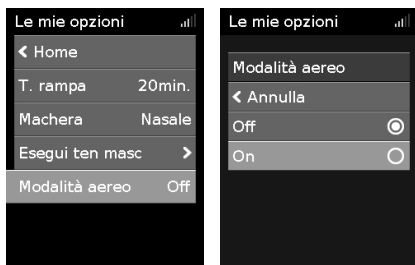 Le mie opzioni
< Home
T. rampa 20min.
Machera Nasale
Esegui ten masc >
Modalità aereo Off
Le mie opzioni
Modalità aereo
< Annulla
Off
On